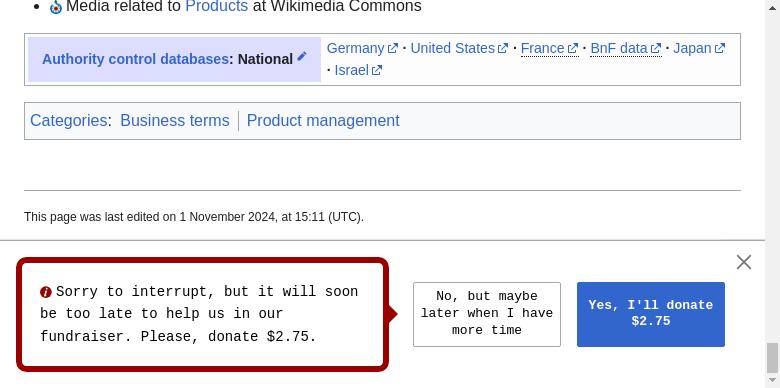 Media related to Products at Wikimedia Commons
Authority control databases: National
Germany · United States · France · BnF data · Japan
· Israel
Categories: Business terms | Product management
This page was last edited on 1 November 2024, at 15:11 (UTC).
Sorry to interrupt, but it will soon
be too late to help us in our
fundraiser. Please, donate $2.75.
No, but maybe
later when I have
more time
Yes, I'll donate
$2.75